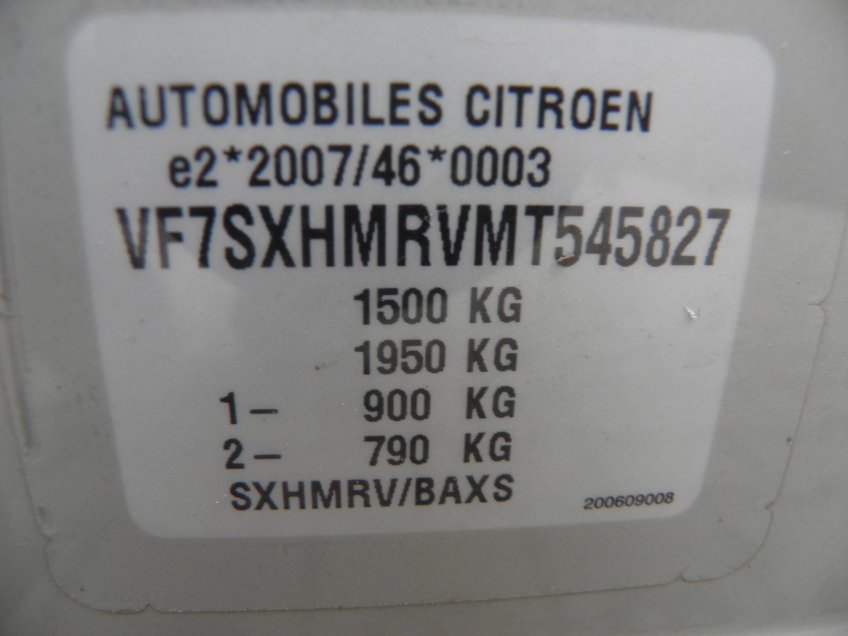 AUTOMOBILES CITROEN
e2*2007/46*0003
VF7SXHMRVMT545827
1500 KG
1950 KG
1– 900 KG
2– 790 KG
SXHMRV/BAXS
200609008